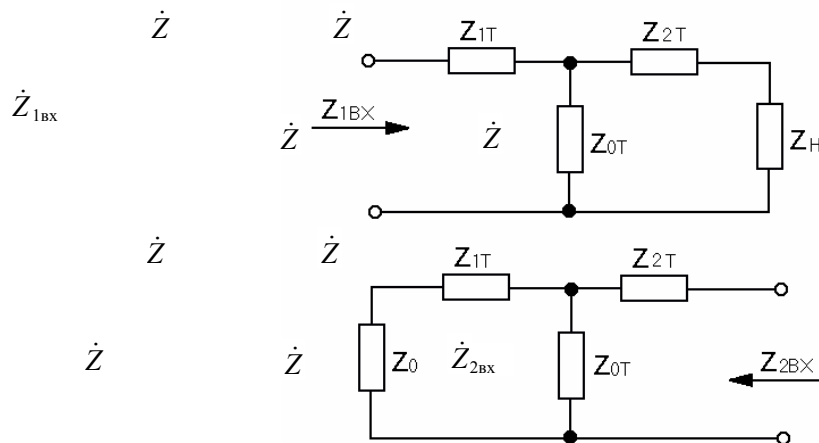 Ż Ż Z1T Z2T
Ż1вх Z1BX Ż Ż Z0T ZH
Ż Ż Z1T Z2T
Ż Ż Z0 Ż2вх Z0T Z2BX